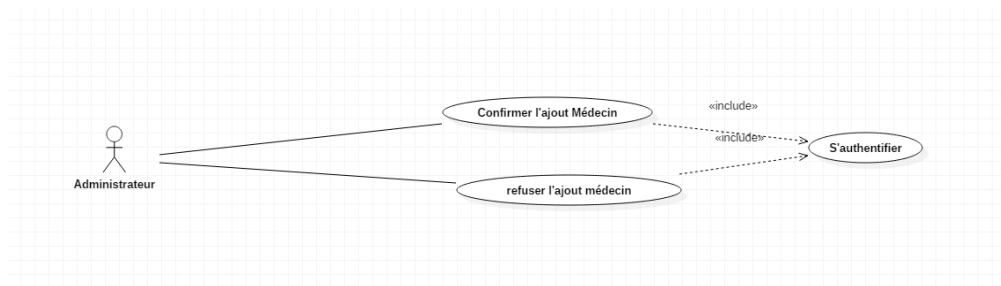 «include»
Confirmer l'ajout Médecin
«include»
S'authentifier
Administrateur
refuser l'ajout médecin